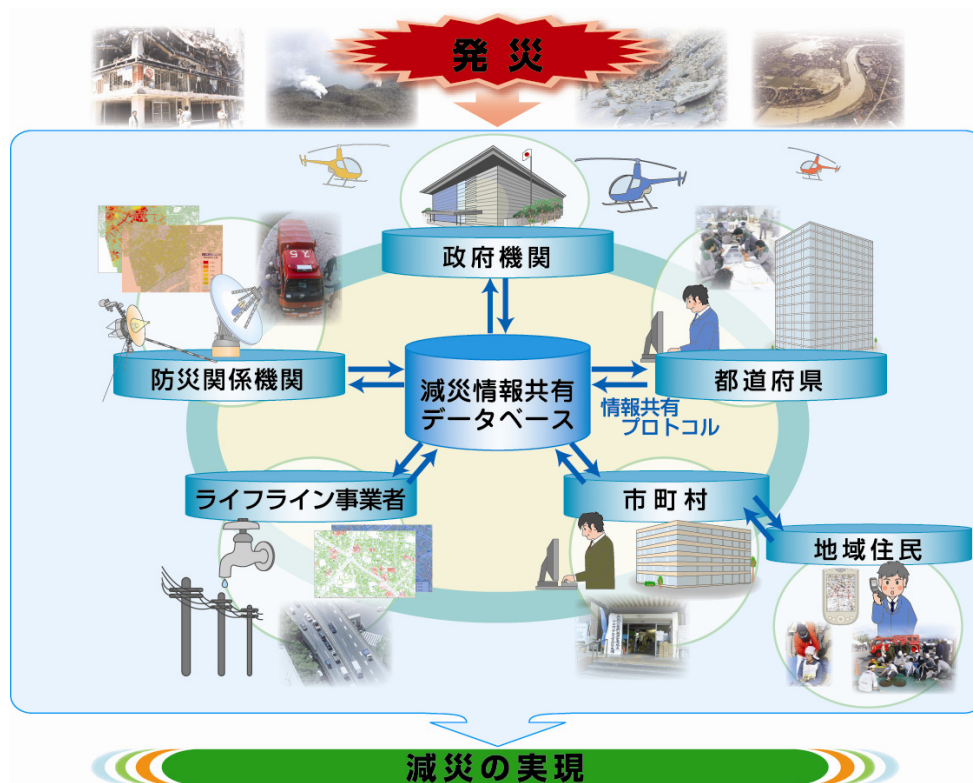 発災
政府機関
防災関係機関
減災情報共有
データベース
都道府県
情報共有
プロトコル
ライフライン事業者
市町村
地域住民
減災の実現